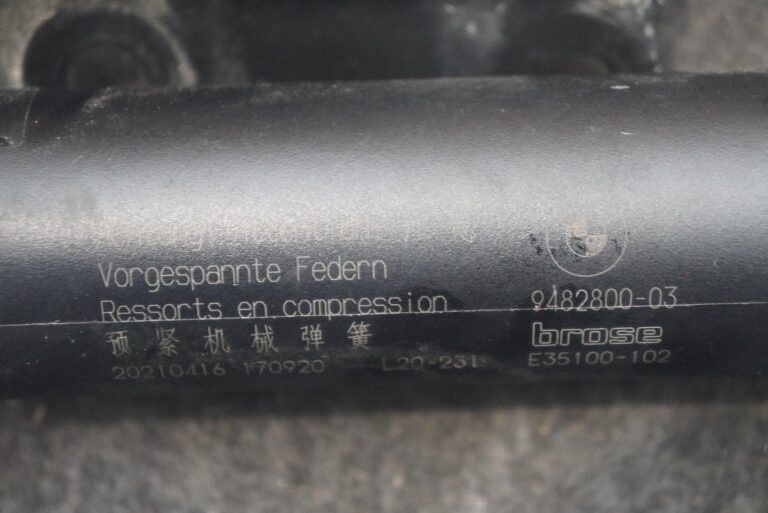 Vorgespannte Federn
Ressorts en compression
预紧机械弹簧
20210416 170920 L20-231
9482800-03
brose
E35100-102